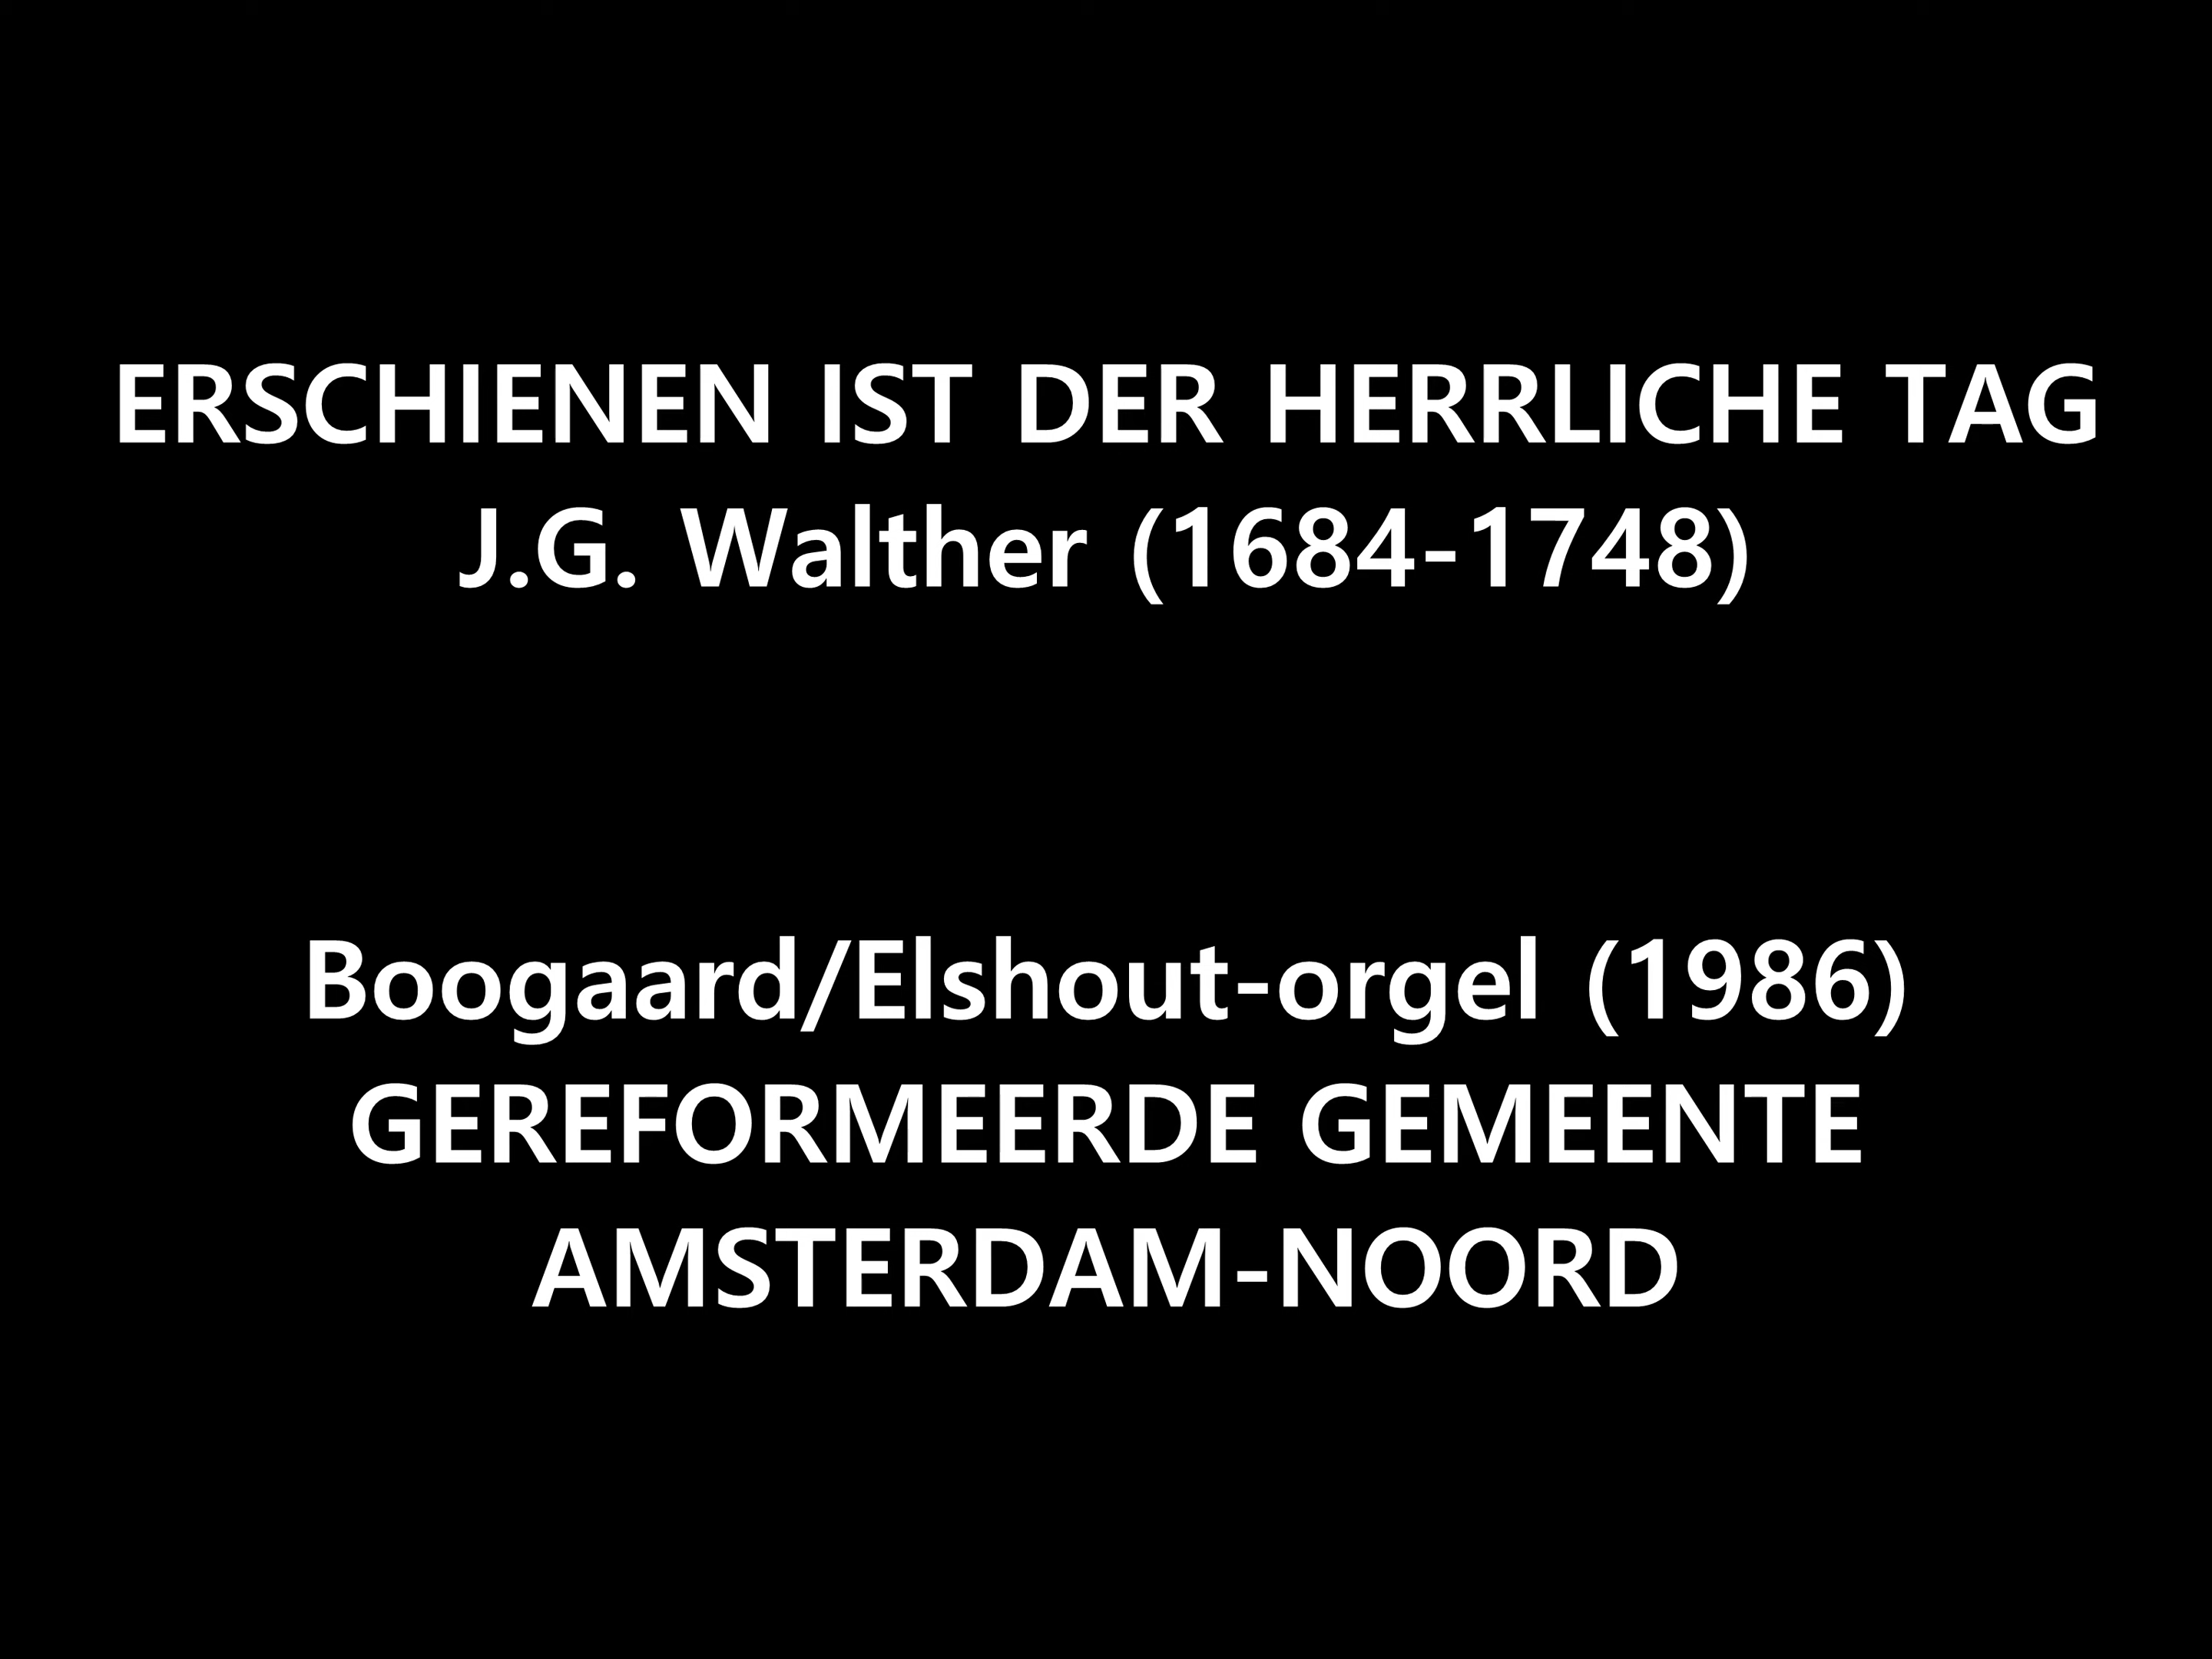 ERSCHIENEN IST DER HERRLICHE TAG
J.G. Walther (1684-1748)
Boogaard/Elshout-orgel (1986)
GEREFORMEERDE GEMEENTE
AMSTERDAM-NOORD